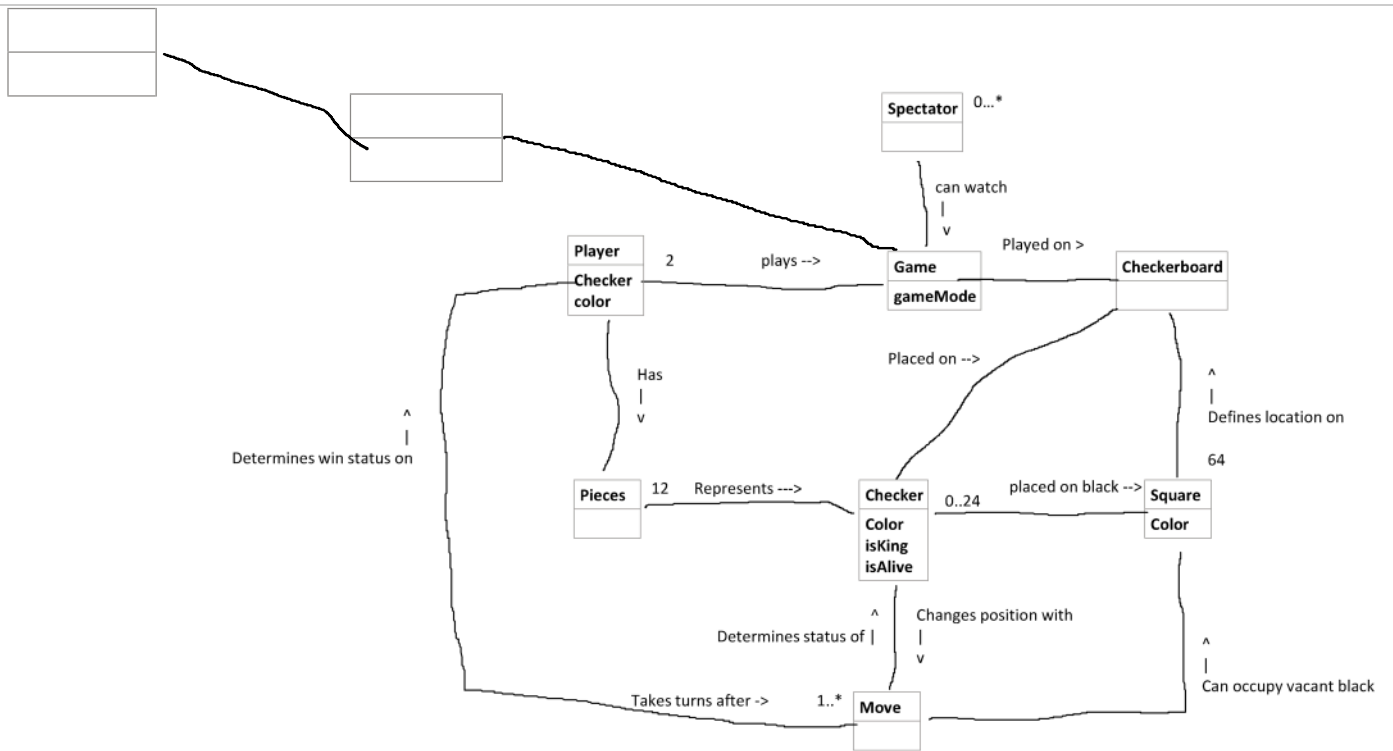 Spectator
0...*
can watch
|
v
Played on >
Player
Checker
color
2
plays -->
Game
gameMode
Checkerboard
Placed on -->
Has
|
v
^
|
Defines location on
64
^
|
Determines win status on
Pieces
12
Represents --->
Checker
Color
isKing
isAlive
0..24
placed on black -->
Square
Color
^
Determines status of |
Changes position with
|
v
^
|
Can occupy vacant black
Takes turns after ->
1..*
Move